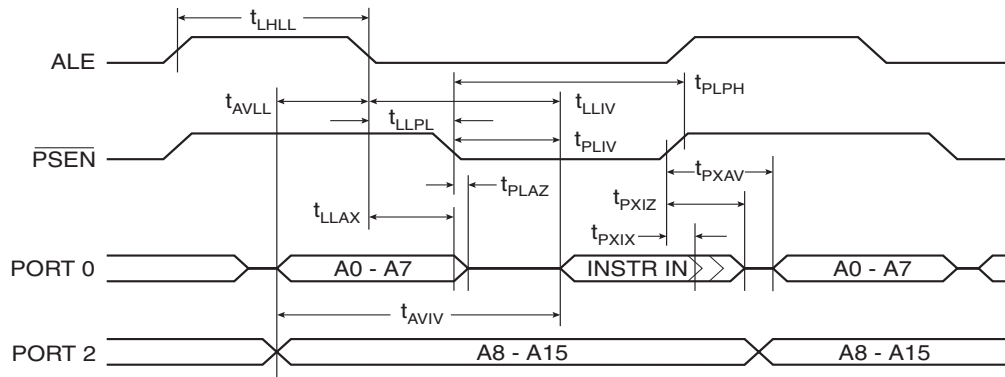 tLHLL
ALE
tPLPH
tAVLL
tLLIV
tLLPL
PSEN
tPLIV
tPLAZ
tPXAV
tLLAX
tPXIZ
tPXIX
PORT 0
A0 - A7
INSTR IN
A0 - A7
tAVIV
PORT 2
A8 - A15
A8 - A15